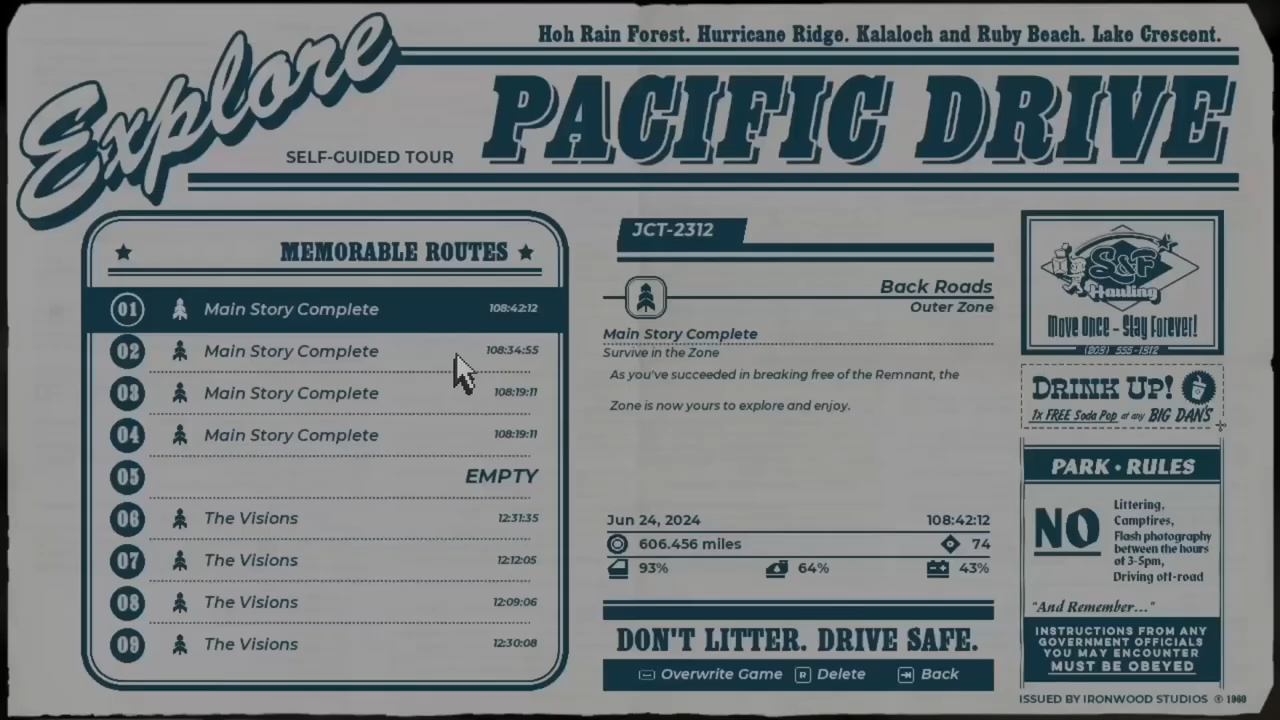 Explore
Hoh Rain Forest. Hurricane Ridge. Kalaloch and Ruby Beach. Lake Crescent.
SELF-GUIDED TOUR
PACIFIC DRIVE
MEMORABLE ROUTES
01 Main Story Complete 108:42:12
02 Main Story Complete 108:34:55
03 Main Story Complete 108:19:11
04 Main Story Complete 108:19:11
05 EMPTY
06 The Visions 12:31:35
07 The Visions 12:12:05
08 The Visions 12:09:06
09 The Visions 12:30:08
JCT-2312
Back Roads
Outer Zone
Main Story Complete
Survive in the Zone
As you've succeeded in breaking free of the Remnant, the
Zone is now yours to explore and enjoy.
Jun 24, 2024 108:42:12
606.456 miles 74
93% 64% 43%
DON'T LITTER. DRIVE SAFE.
Overwrite Game R Delete Back
S&F
Hauling
Move Once - Stay Forever!
(203) 555-1312
DRINK UP!
1x FREE Soda Pop at any BIG DAN'S
PARK • RULES
NO
Littering,
Campfires,
Flash photography
between the hours
of 3-5pm,
Driving off-road
"And Remember..."
INSTRUCTIONS FROM ANY
GOVERNMENT OFFICIALS
YOU MAY ENCOUNTER
MUST BE OBEYED
ISSUED BY IRONWOOD STUDIOS © 1960